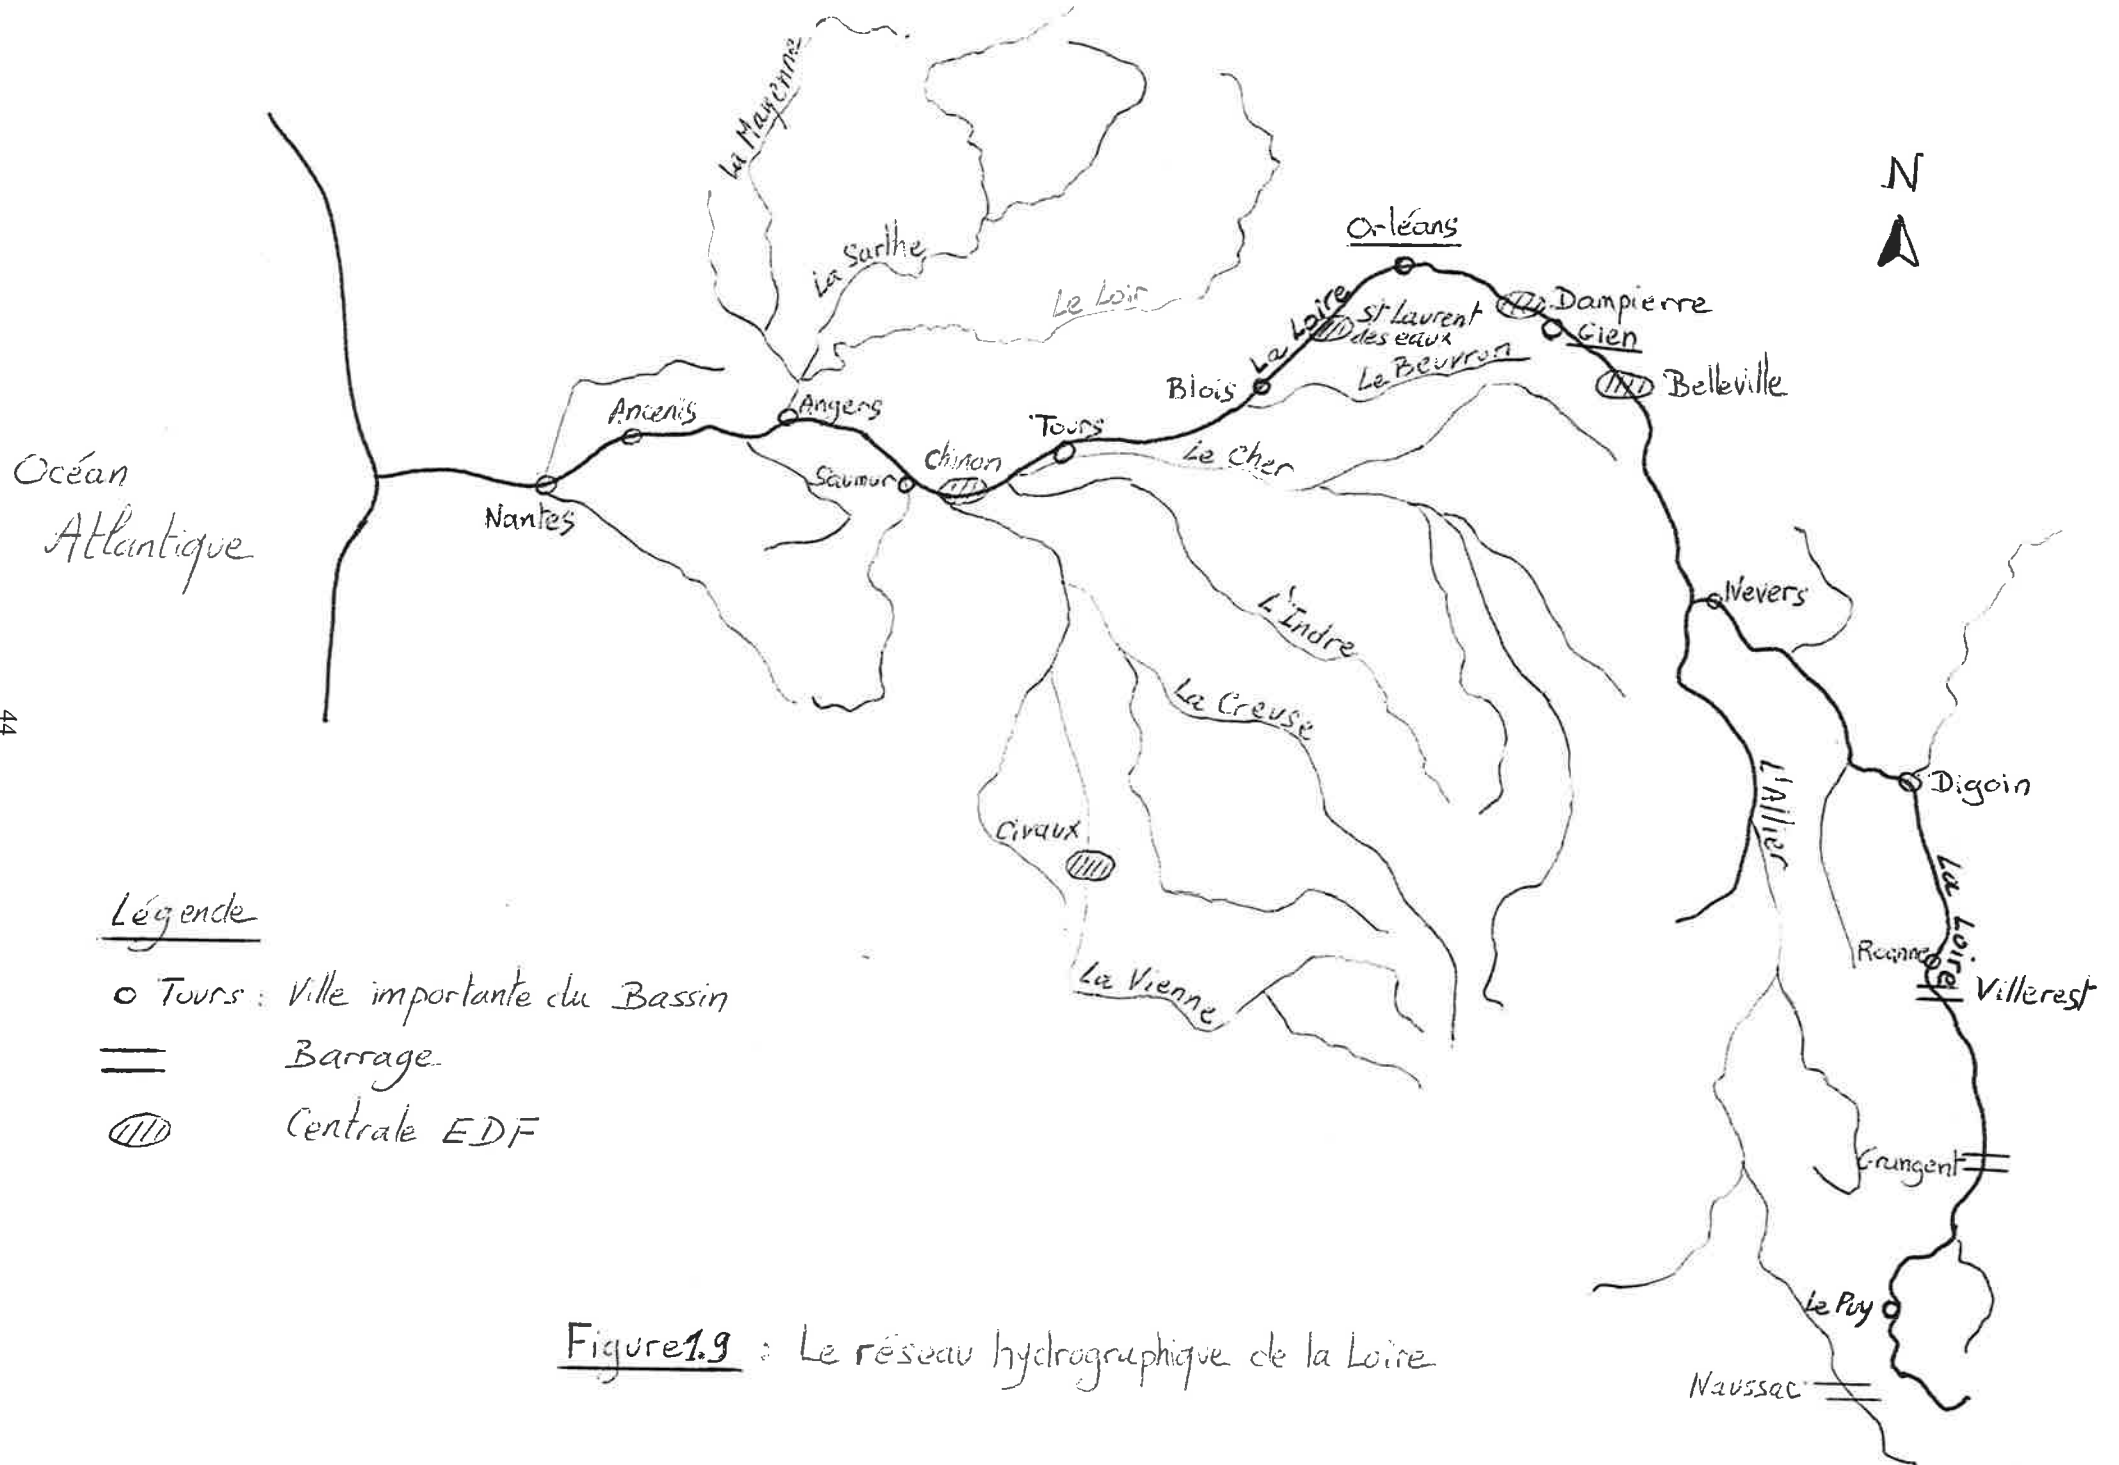 La Mayenne
N
La Sarthe
Orléans
Le Loir
La Loire
St Laurent
des eaux
Dampierre
Gien
Le Beuvron
Blois
Belleville
Ancenis
Angers
Tours
Chinon
Le Cher
Saumur
Océan
Atlantique
Nantes
L'Indre
Nevers
La Creuse
44
L'Allier
Digoin
Civaux
La Loire
Légende
Roanne
Villerest
La Vienne
Tours : Ville importante du Bassin
Barrage
Centrale EDF
Grangent
Le Puy
Figure 1.9 : Le réseau hydrographique de la Loire
Naussac